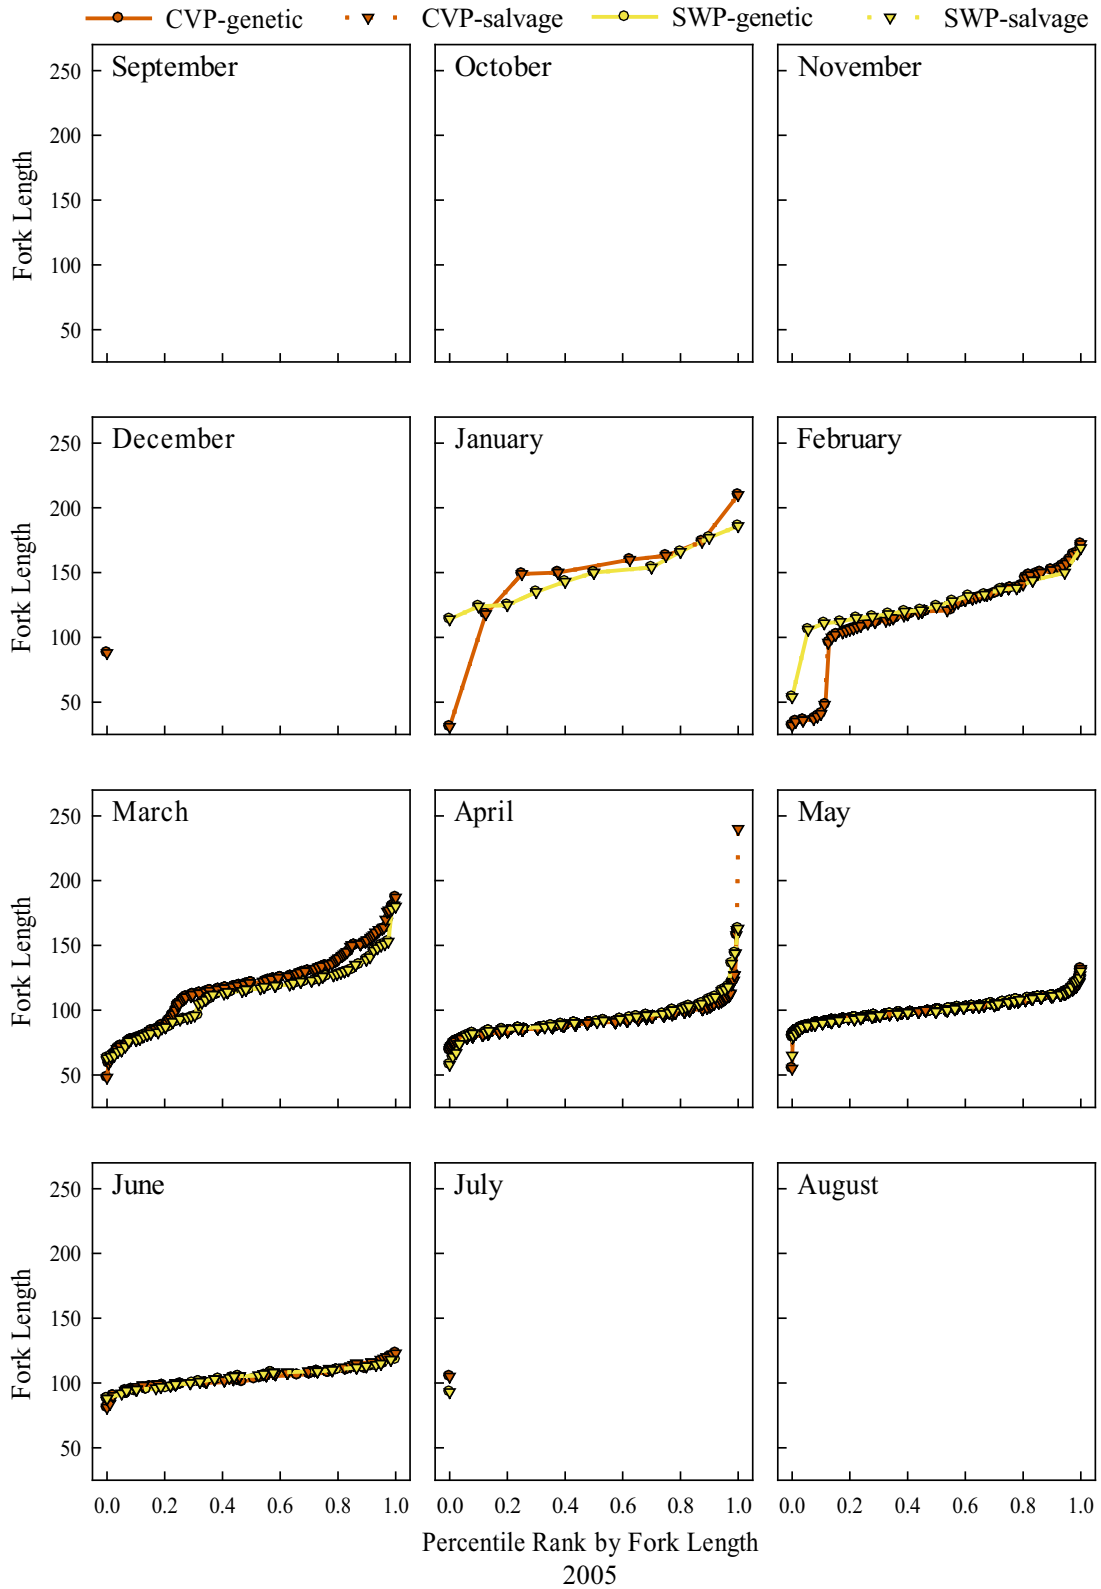 CVP-genetic CVP-salvage SWP-genetic SWP-salvage
September October November
250
200
150
100
50
Fork Length
December January February
250
200
150
100
50
Fork Length
March April May
250
200
150
100
50
Fork Length
June July August
250
200
150
100
50
Fork Length
0.0 0.2 0.4 0.6 0.8 1.0 0.0 0.2 0.4 0.6 0.8 1.0 0.0 0.2 0.4 0.6 0.8 1.0
Percentile Rank by Fork Length
2005